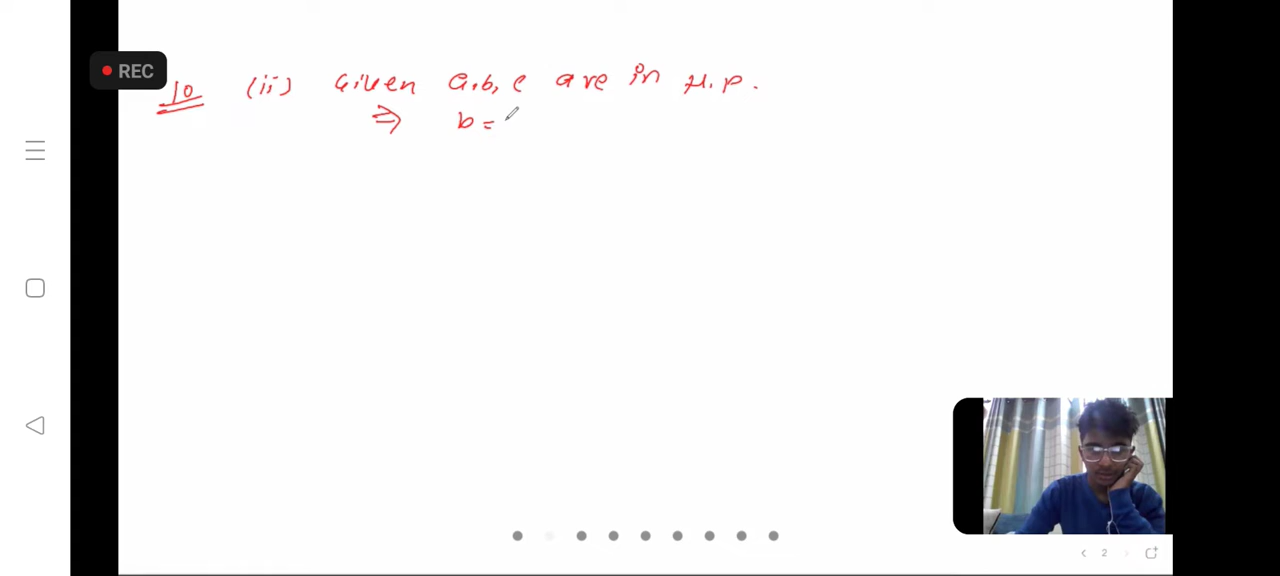 REC
10 (ii) Given a,b,c are in H.P.
⇒ b =
2